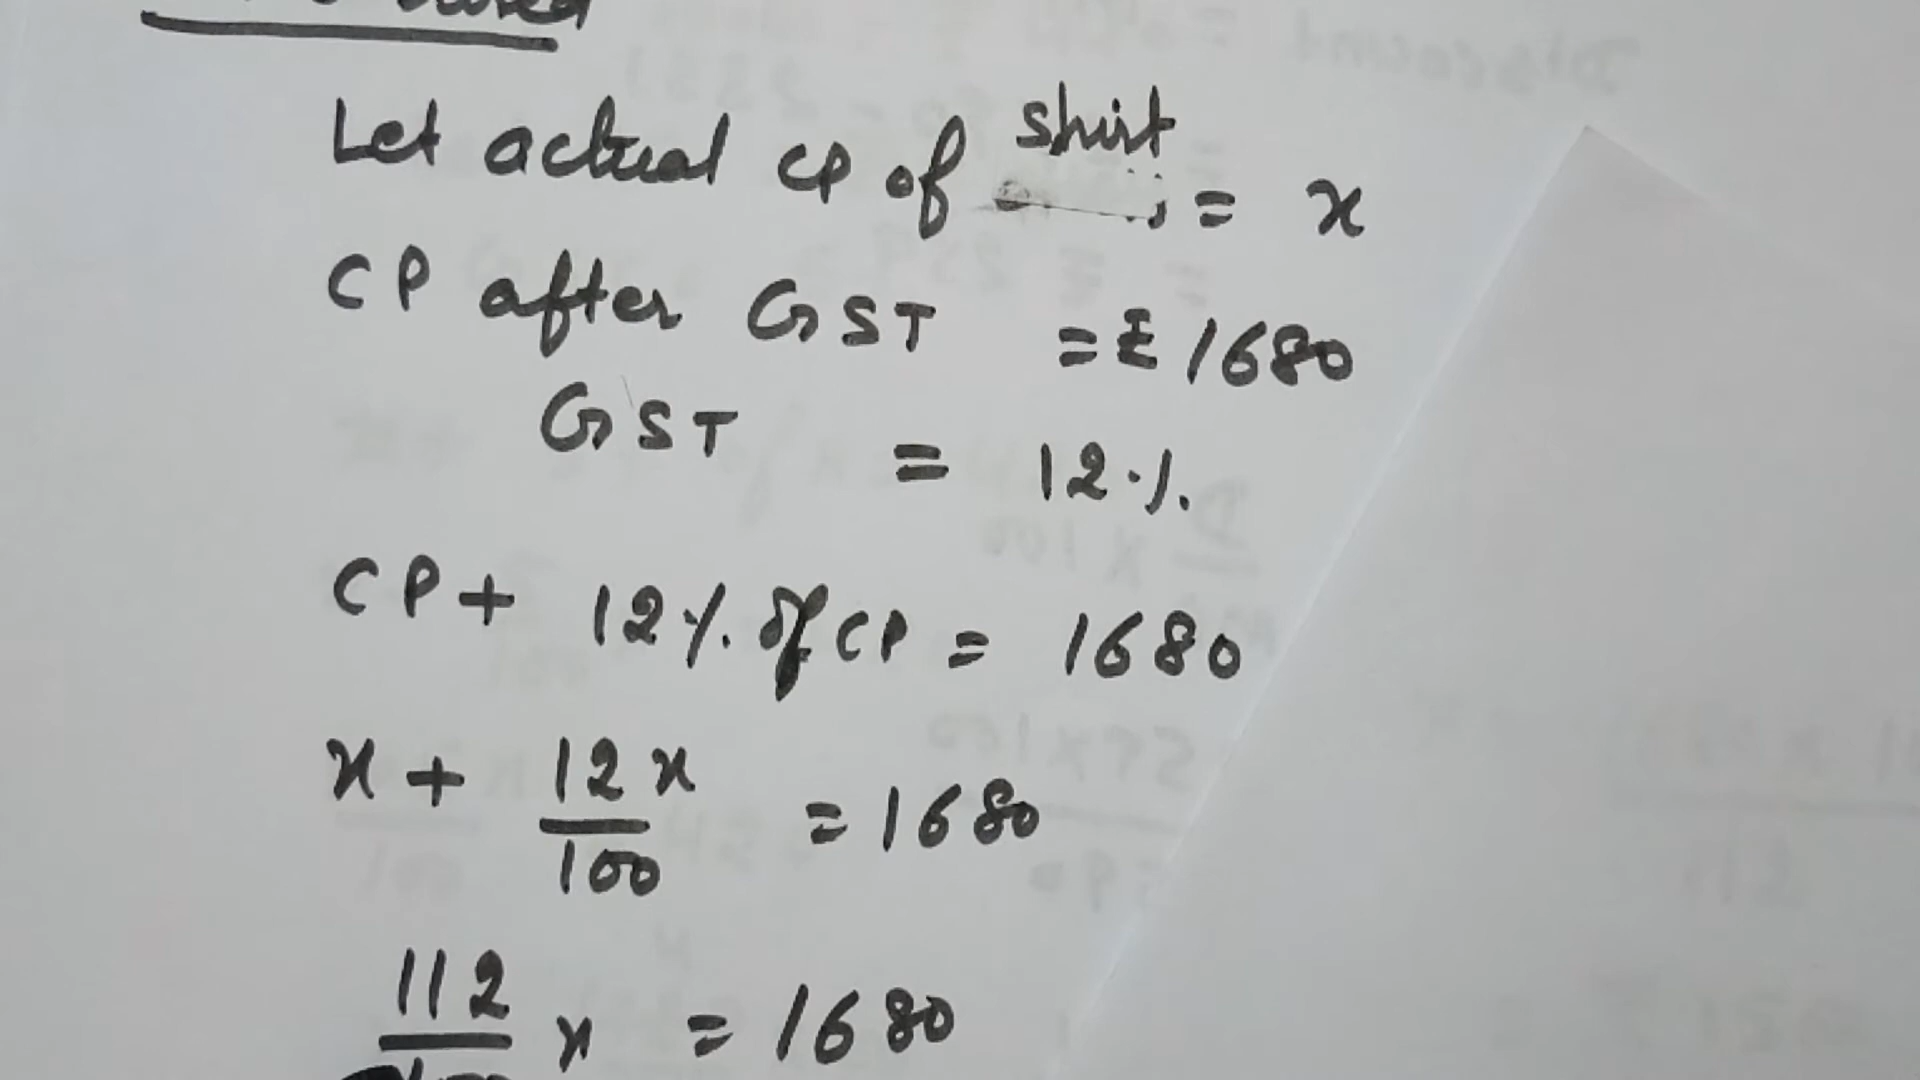 Let actual CP of shirt = x
CP after GST = ₹ 1680
GST = 12%
CP + 12% of CP = 1680
x + 12x/100 = 1680
112/100 x = 1680